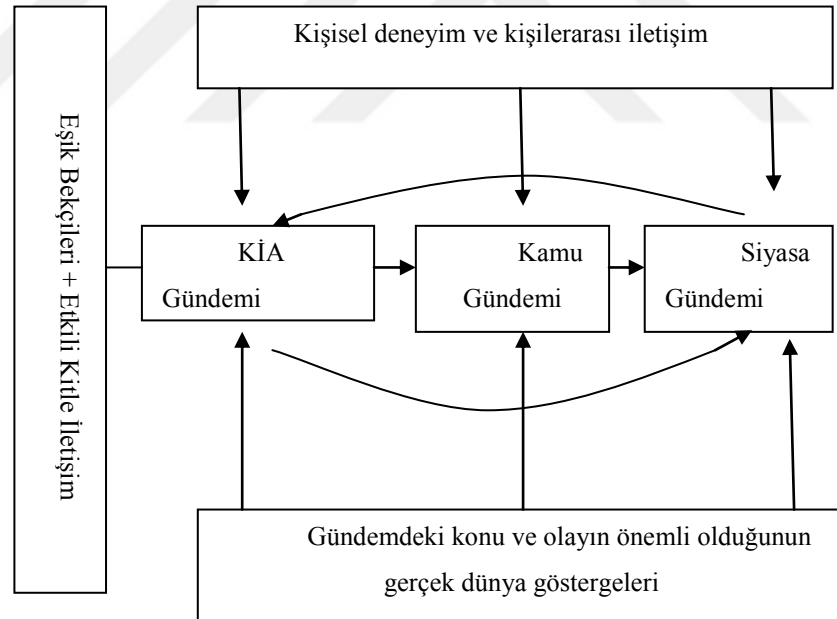 Kişisel deneyim ve kişilerarası iletişim
Eşik Bekçileri + Etkili Kitle İletişim
KİA
Gündemi
Kamu
Gündemi
Siyasa
Gündemi
Gündemdeki konu ve olayın önemli olduğunun
gerçek dünya göstergeleri